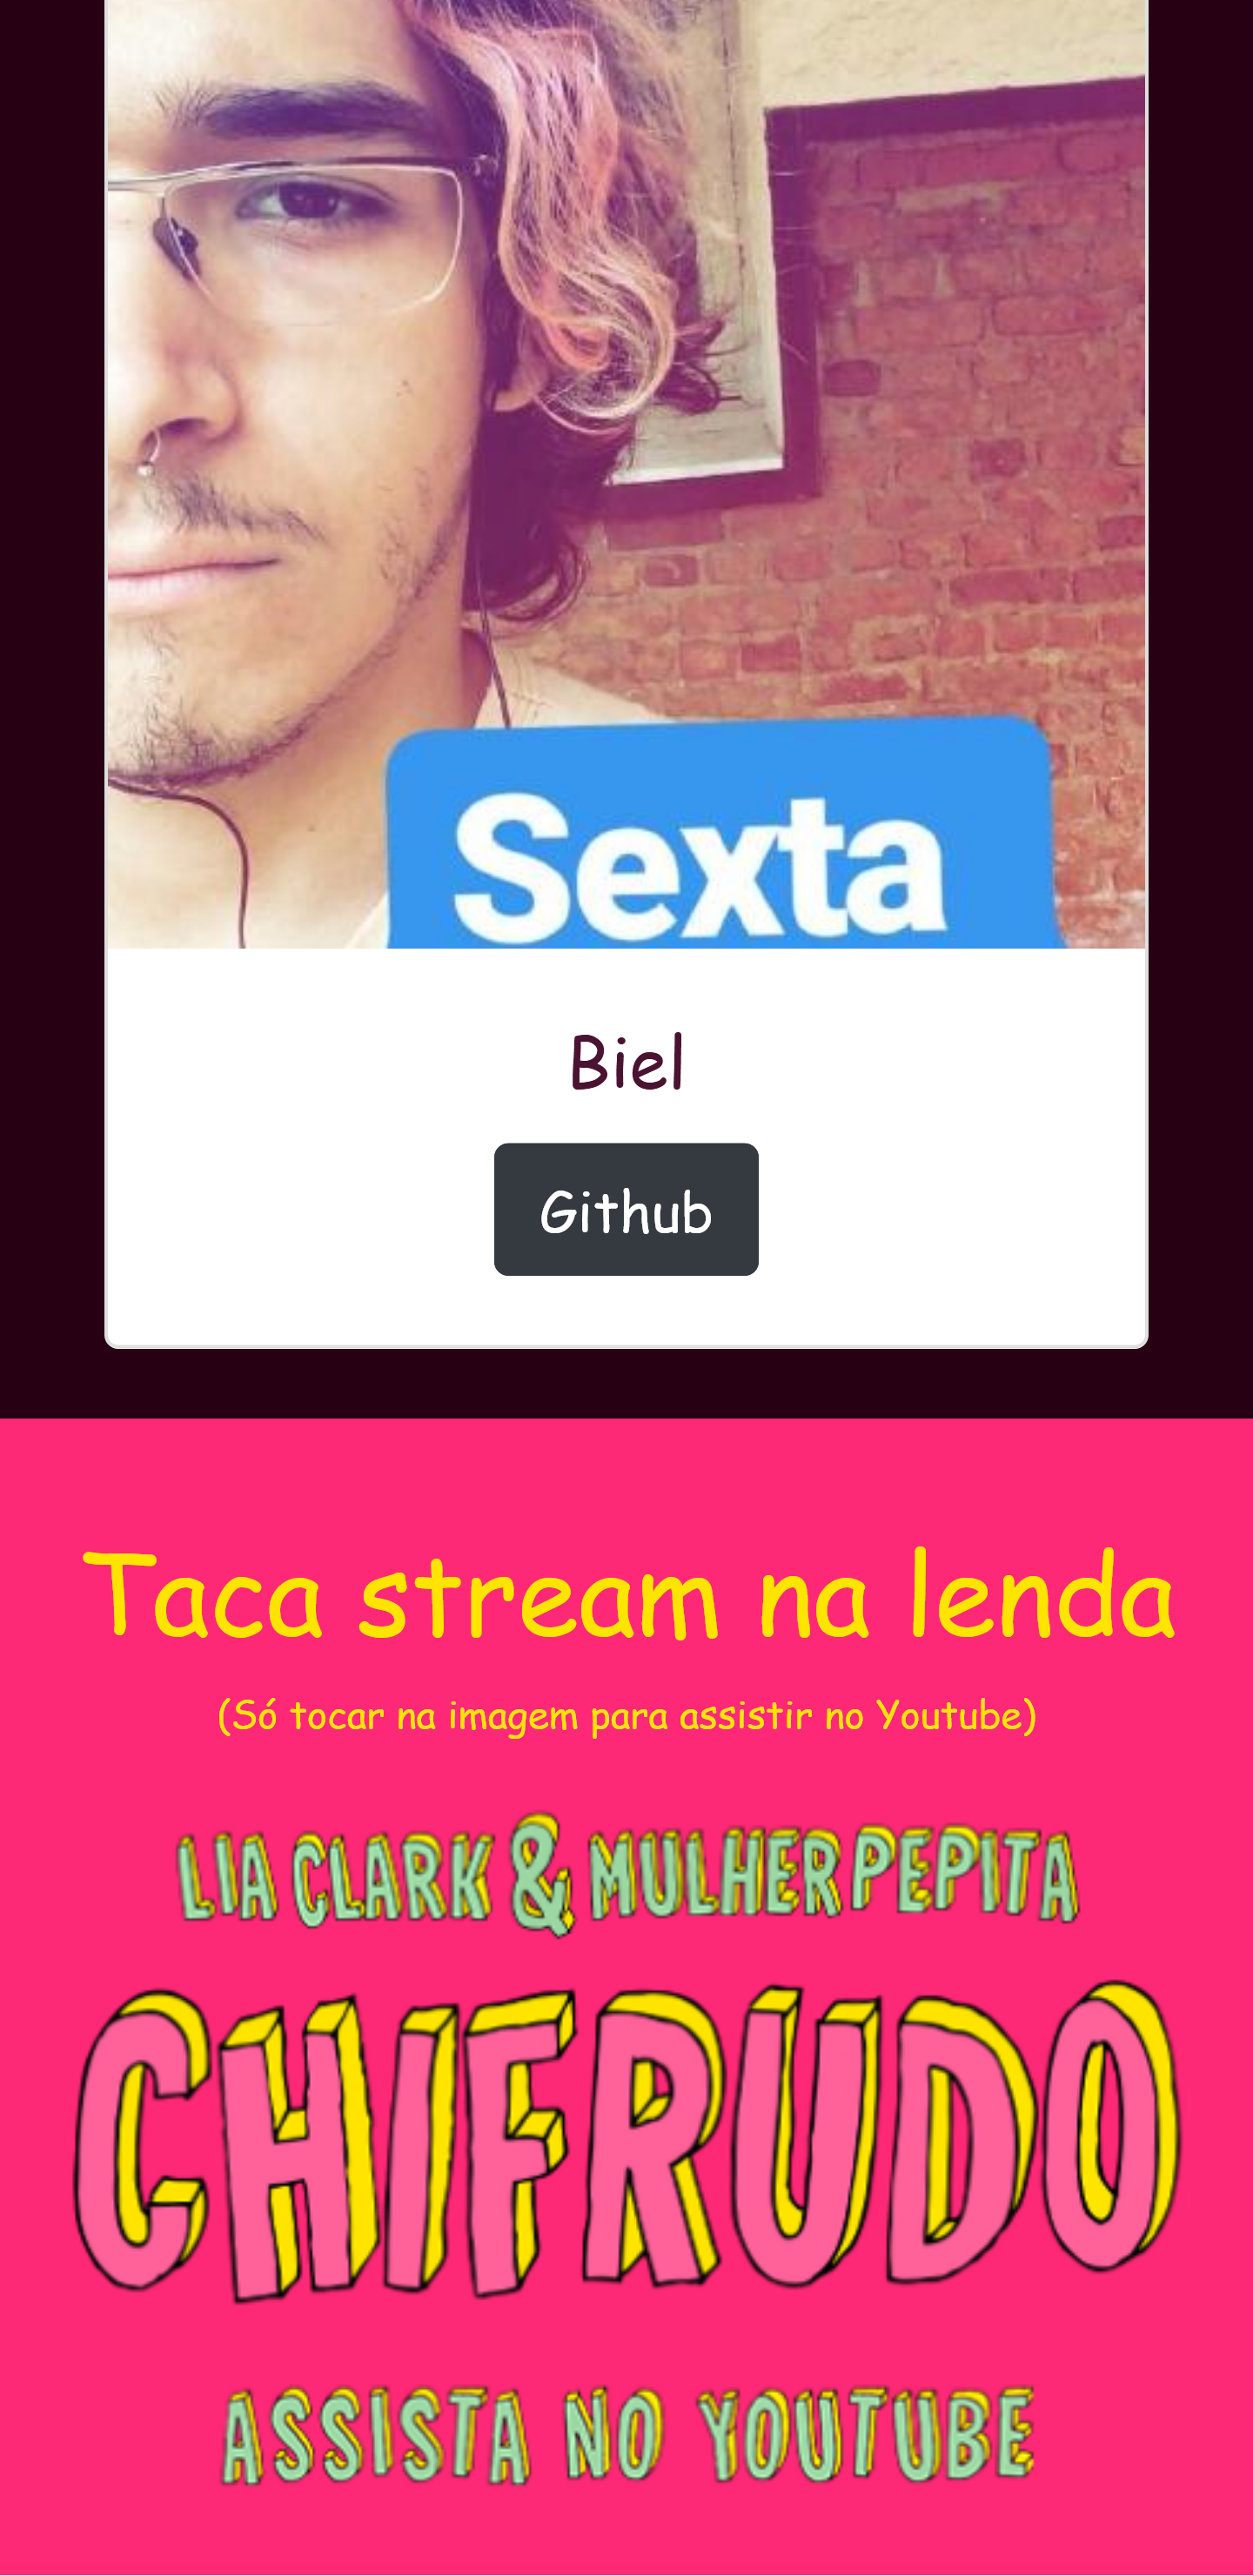 Sexta
Biel
Github
Taca stream na lenda
(Só tocar na imagem para assistir no Youtube)
LIA CLARK & MULHER PEPITA
CHIFRUDO
ASSISTA NO YOUTUBE